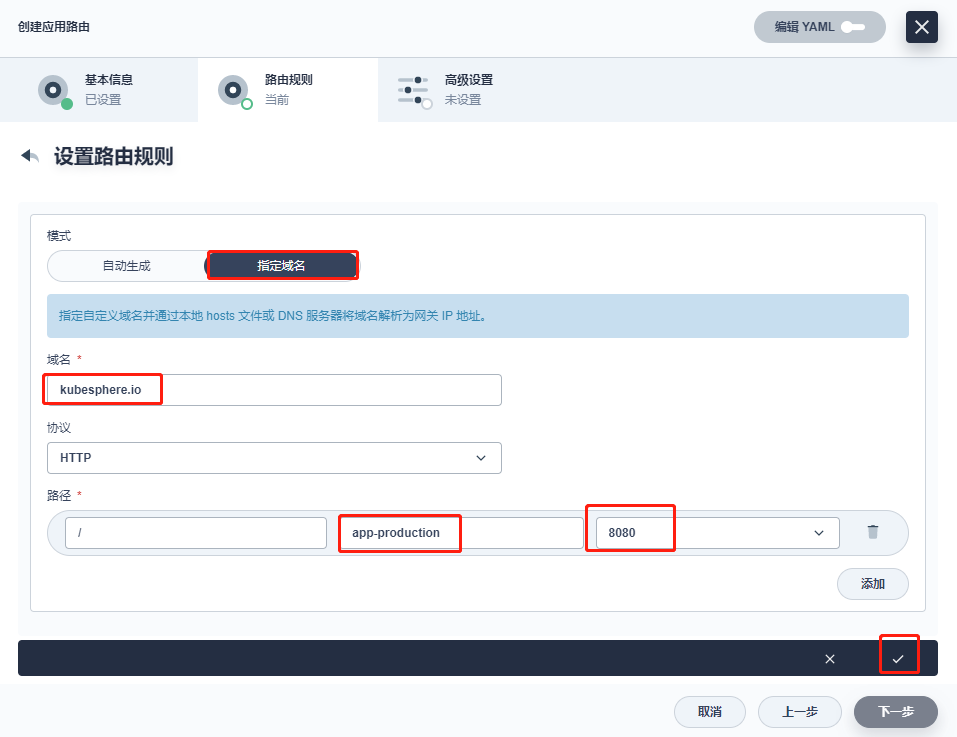 创建应用路由
编辑 YAML
基本信息
已设置
路由规则
当前
高级设置
未设置
设置路由规则
模式
自动生成
指定域名
指定自定义域名并通过本地 hosts 文件或 DNS 服务器将域名解析为网关 IP 地址。
域名 *
kubesphere.io
协议
HTTP
路径 *
/
app-production
8080
添加
取消
上一步
下一步